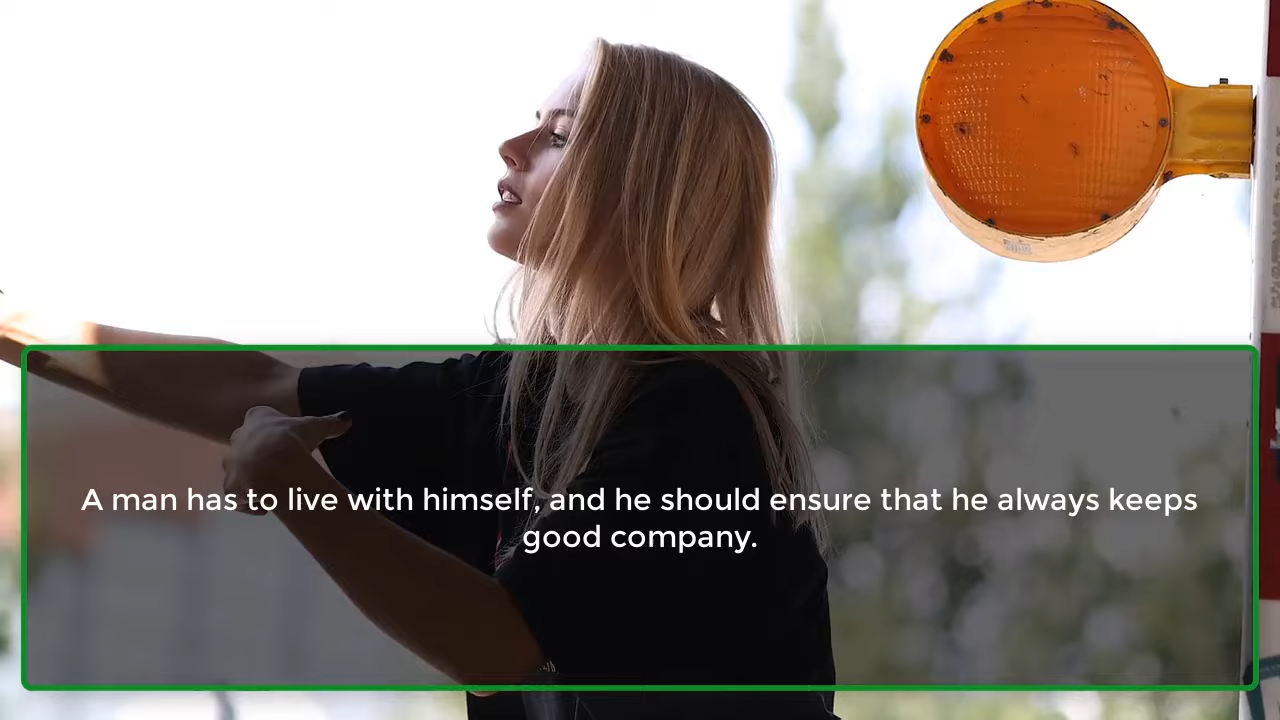 A man has to live with himself, and he should ensure that he always keeps
good company.